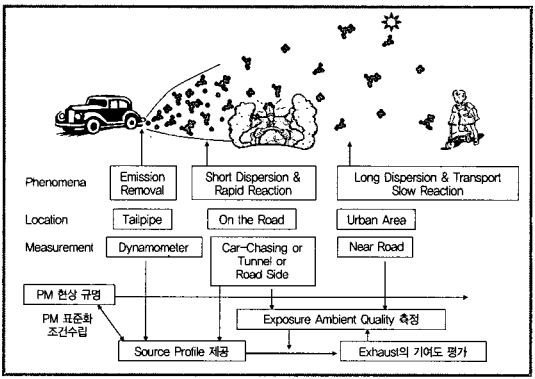 Phenomena
Emission
Removal
Short Dispersion &
Rapid Reaction
Long Dispersion & Transport
Slow Reaction
Location
Tailpipe
On the Road
Urban Area
Measurement
Dynamometer
Car-Chasing or
Tunnel or
Road Side
Near Road
PM 현상 규명
PM 표준화
조건수립
Exposure Ambient Quality 측정
Source Profile 제공
Exhaust의 기여도 평가